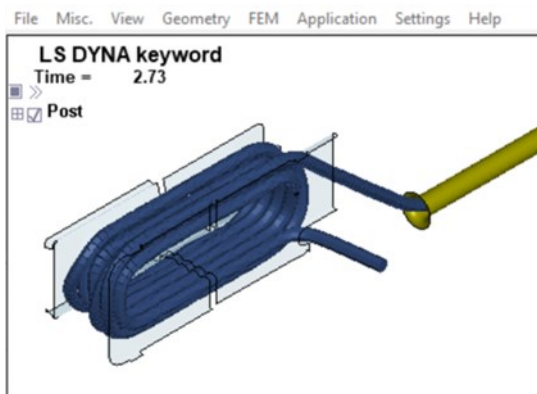 File Misc. View Geometry FEM Application Settings Help
LS DYNA keyword
Time = 2.73
Post